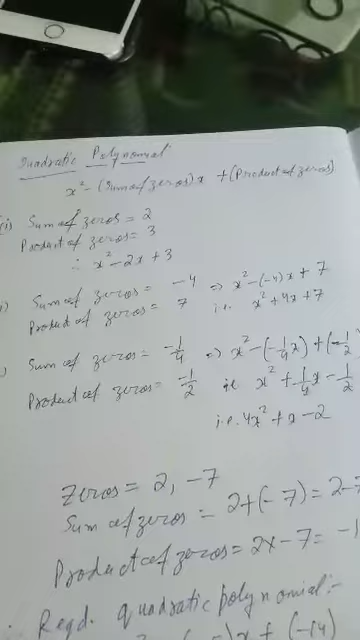 Quadratic Polynomial
x² - (Sum of zeros)x + (Product of zeros)
(i) Sum of zeros = 2
Product of zeros = 3
∴ x² - 2x + 3
) Sum of zeros = -4 ⇒ x² - (-4)x + 7
Product of zeros = 7 i.e. x² + 4x + 7
) Sum of zeros = -1/4 ⇒ x² - (-1/4 x) + (-1/2
Product of zeros = -1/2 i.e x² + 1/4 x - 1/2
i.e. 4x² + x - 2
Zeros = 2, -7
Sum of zeros = 2 + (-7) = 2-7
Product of zeros = 2x - 7 = -1
Reqd. quadratic polynomial:-
)x + (-14)